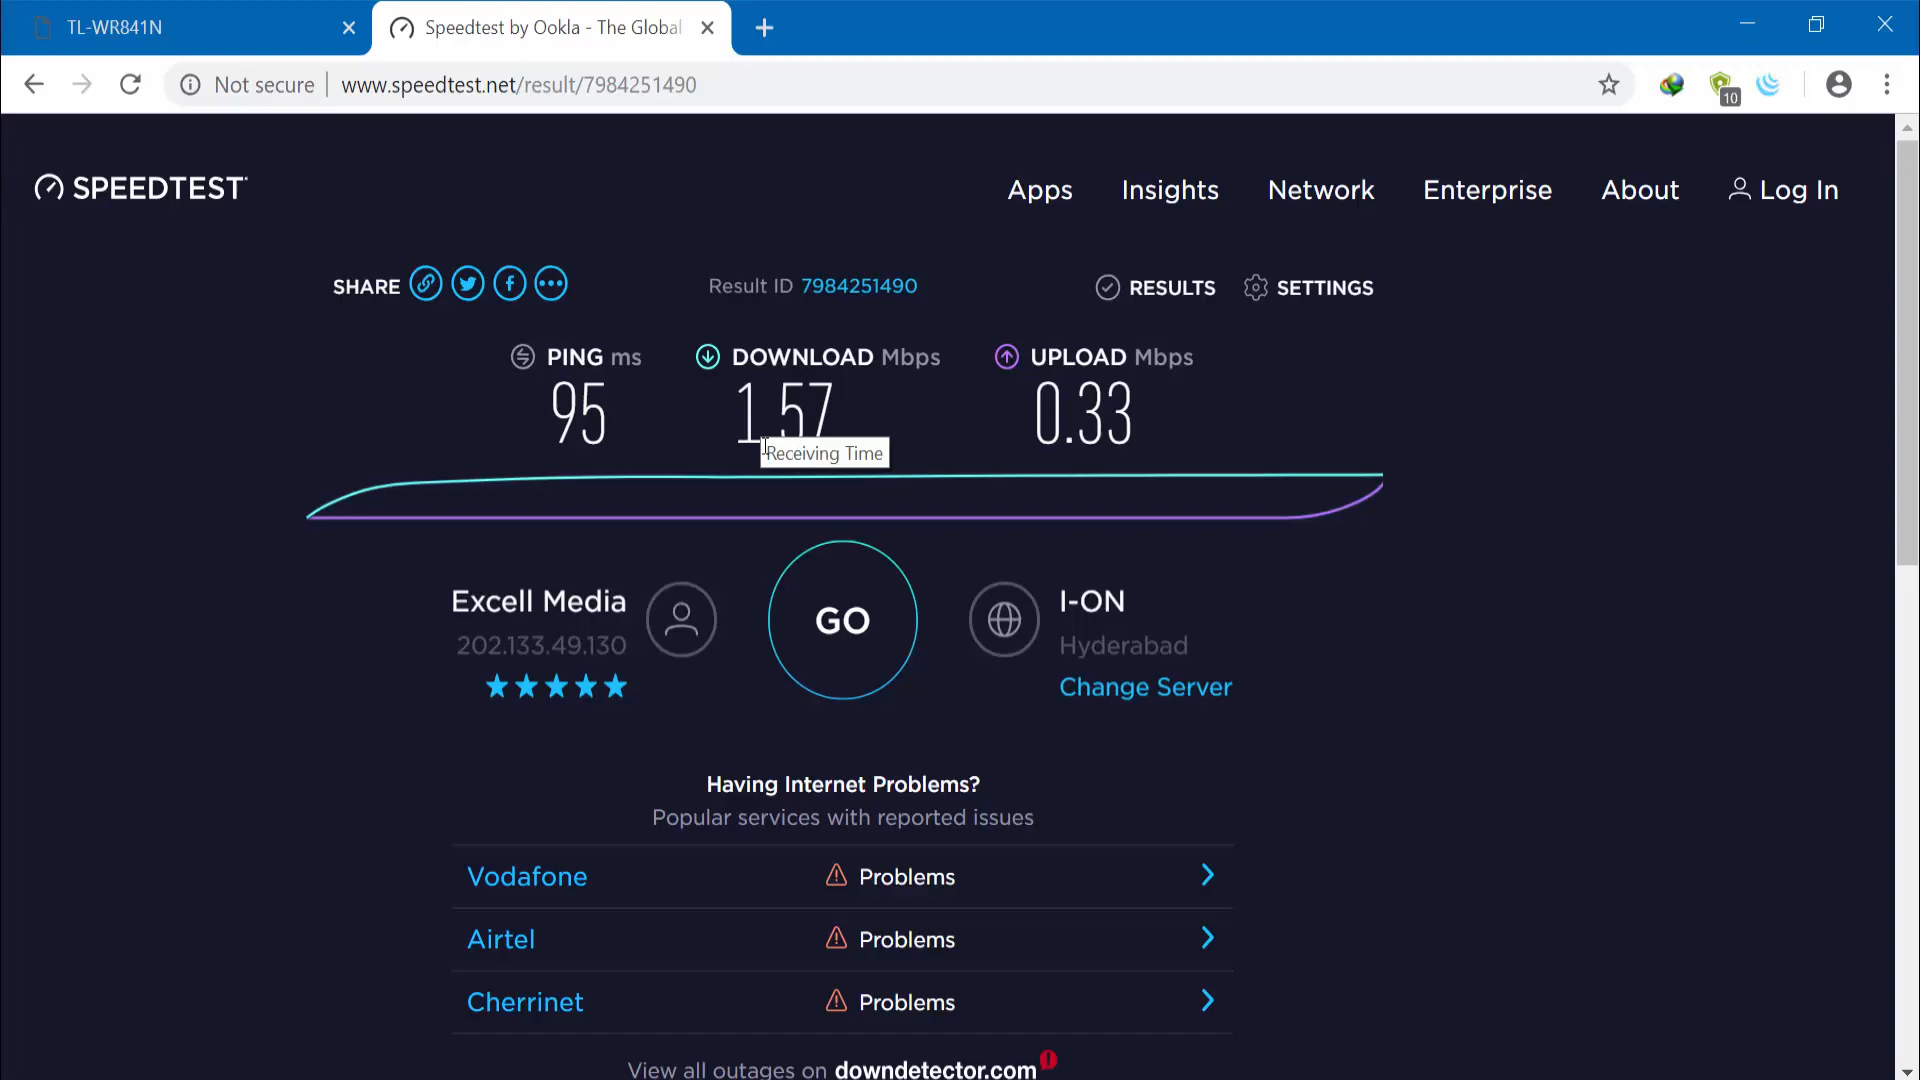 TL-WR841N
Speedtest by Ookla - The Global
Not secure | www.speedtest.net/result/7984251490
10
SPEEDTEST
Apps Insights Network Enterprise About Log In
SHARE
Result ID 7984251490
RESULTS SETTINGS
PING ms DOWNLOAD Mbps UPLOAD Mbps
95 1.57 0.33
Receiving Time
Excell Media
202.133.49.130
GO
I-ON
Hyderabad
Change Server
Having Internet Problems?
Popular services with reported issues
Vodafone Problems
Airtel Problems
Cherrinet Problems
View all outages on downdetector.com